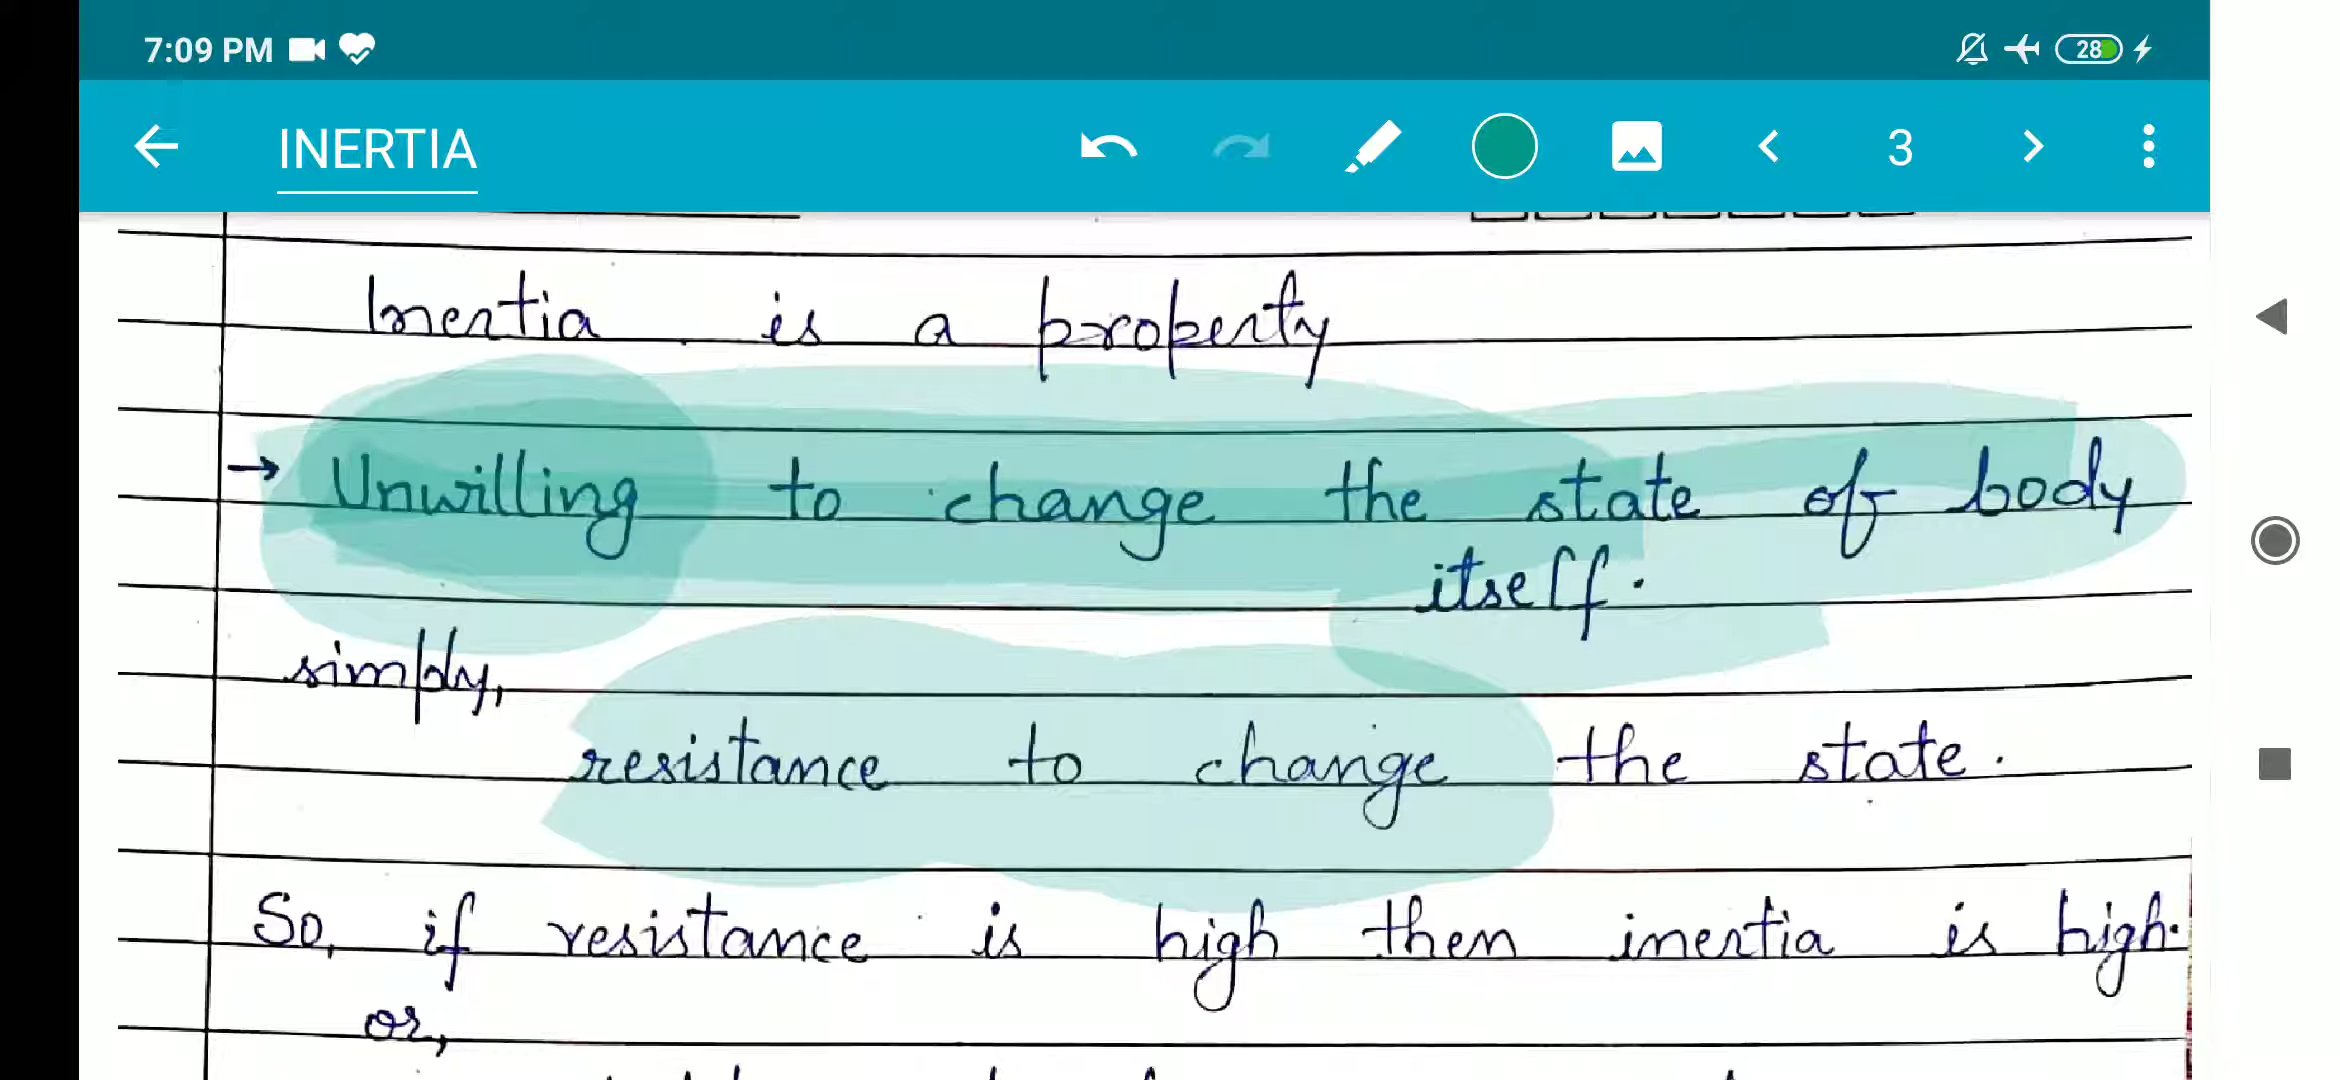 7:09 PM
28
INERTIA
3
Inertia is a property
→ Unwilling to change the state of body
itself.
simply,
resistance to change the state.
So, if resistance is high then inertia is high.
or,